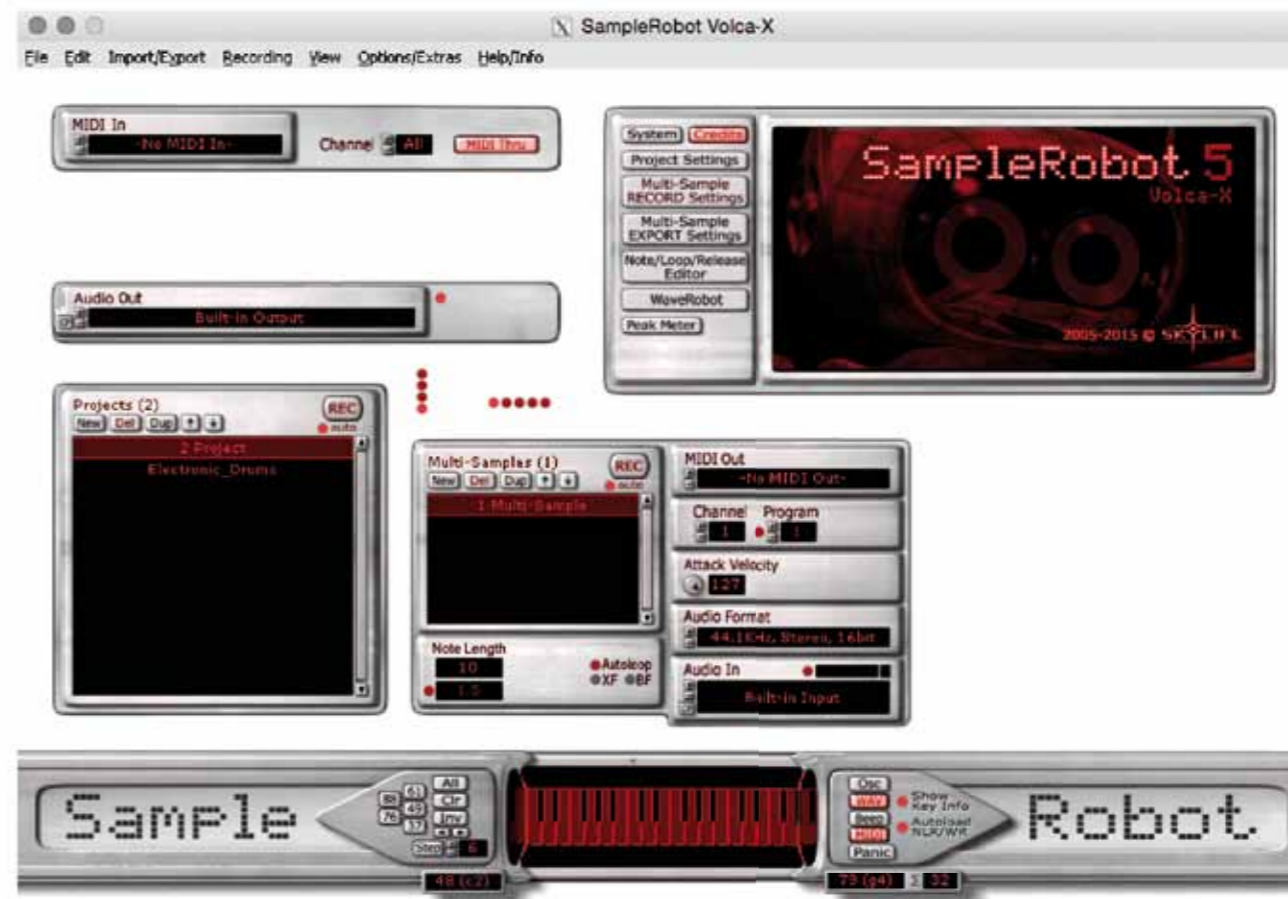 SampleRobot Volca-X
File Edit Import/Export Recording View Options/Extras Help/Info
MIDI In
-No MIDI In-
Channel All MIDI Thru
System Credits
Project Settings
Multi-Sample
RECORD Settings
Multi-Sample
EXPORT Settings
Note/Loop/Release
Editor
WaveRobot
Peak Meter
SampleRobot 5
Volca-X
2005-2015 © SKYLIFE
Audio Out
Built-in Output
Projects (2)
REC
New Del Dup
auto
2 Project
Electronic_Drums
Multi-Samples (1)
REC
New Del Dup
auto
1 Multi-Sample
Note Length
10
1.5
Autoloop
XF BF
MIDI Out
-No MIDI Out-
Channel Program
1 1
Attack Velocity
127
Audio Format
44.1KHz, Stereo, 16bit
Audio In
Built-in Input
Sample
88 61
76 49
37
All
Clr
Inv
Step 6
48 (c2)
Osc
WAV
Beep
MIDI
Panic
Show
Key Info
Autoload
NLR/WR
79 (g4) Σ 32
Robot